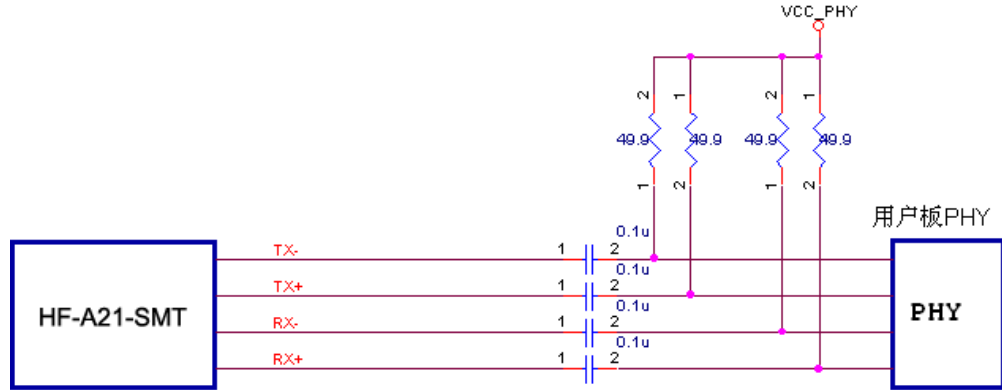 VCC_PHY
2 1 2 1
49.9 49.9 49.9 49.9
1 2 1 2
用户板PHY
0.1u
TX- 1 2
0.1u
TX+ 1 2
0.1u
HF-A21-SMT
PHY
RX- 1 2
0.1u
RX+ 1 2